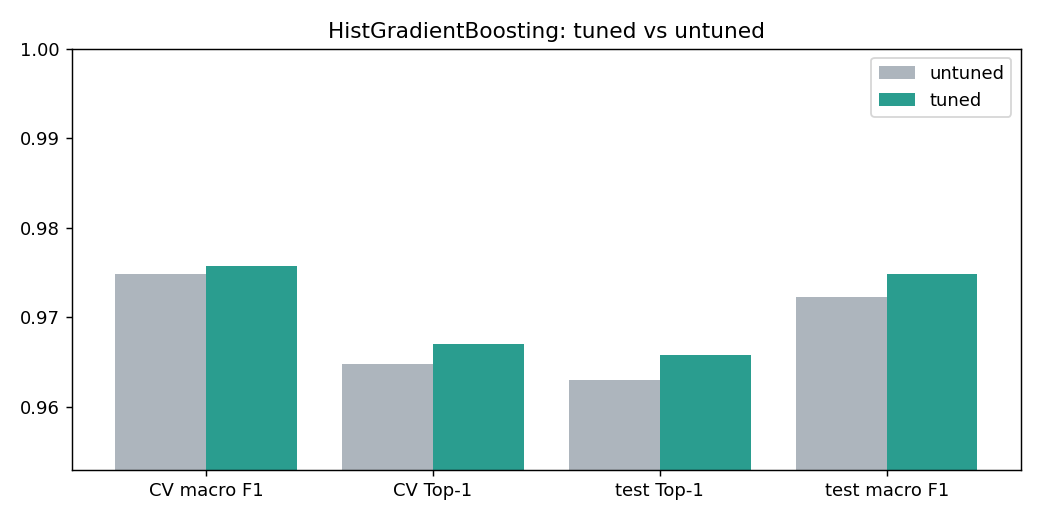 HistGradientBoosting: tuned vs untuned
1.00
0.99
0.98
0.97
0.96
untuned
tuned
CV macro F1
CV Top-1
test Top-1
test macro F1